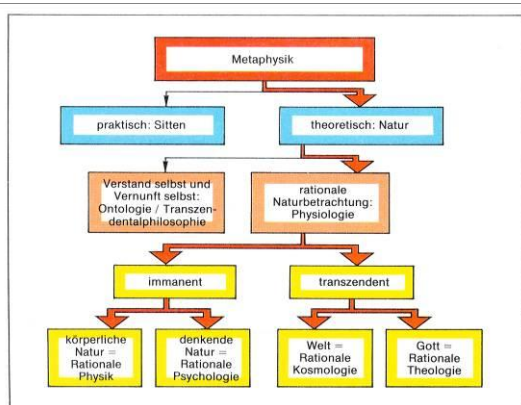 Metaphysik
praktisch: Sitten
theoretisch: Natur
Verstand selbst und
Vernunft selbst:
Ontologie / Transzen-
dentalphilosophie
rationale
Naturbetrachtung:
Physiologie
immanent
transzendent
körperliche
Natur =
Rationale
Physik
denkende
Natur =
Rationale
Psychologie
Welt =
Rationale
Kosmologie
Gott =
Rationale
Theologie